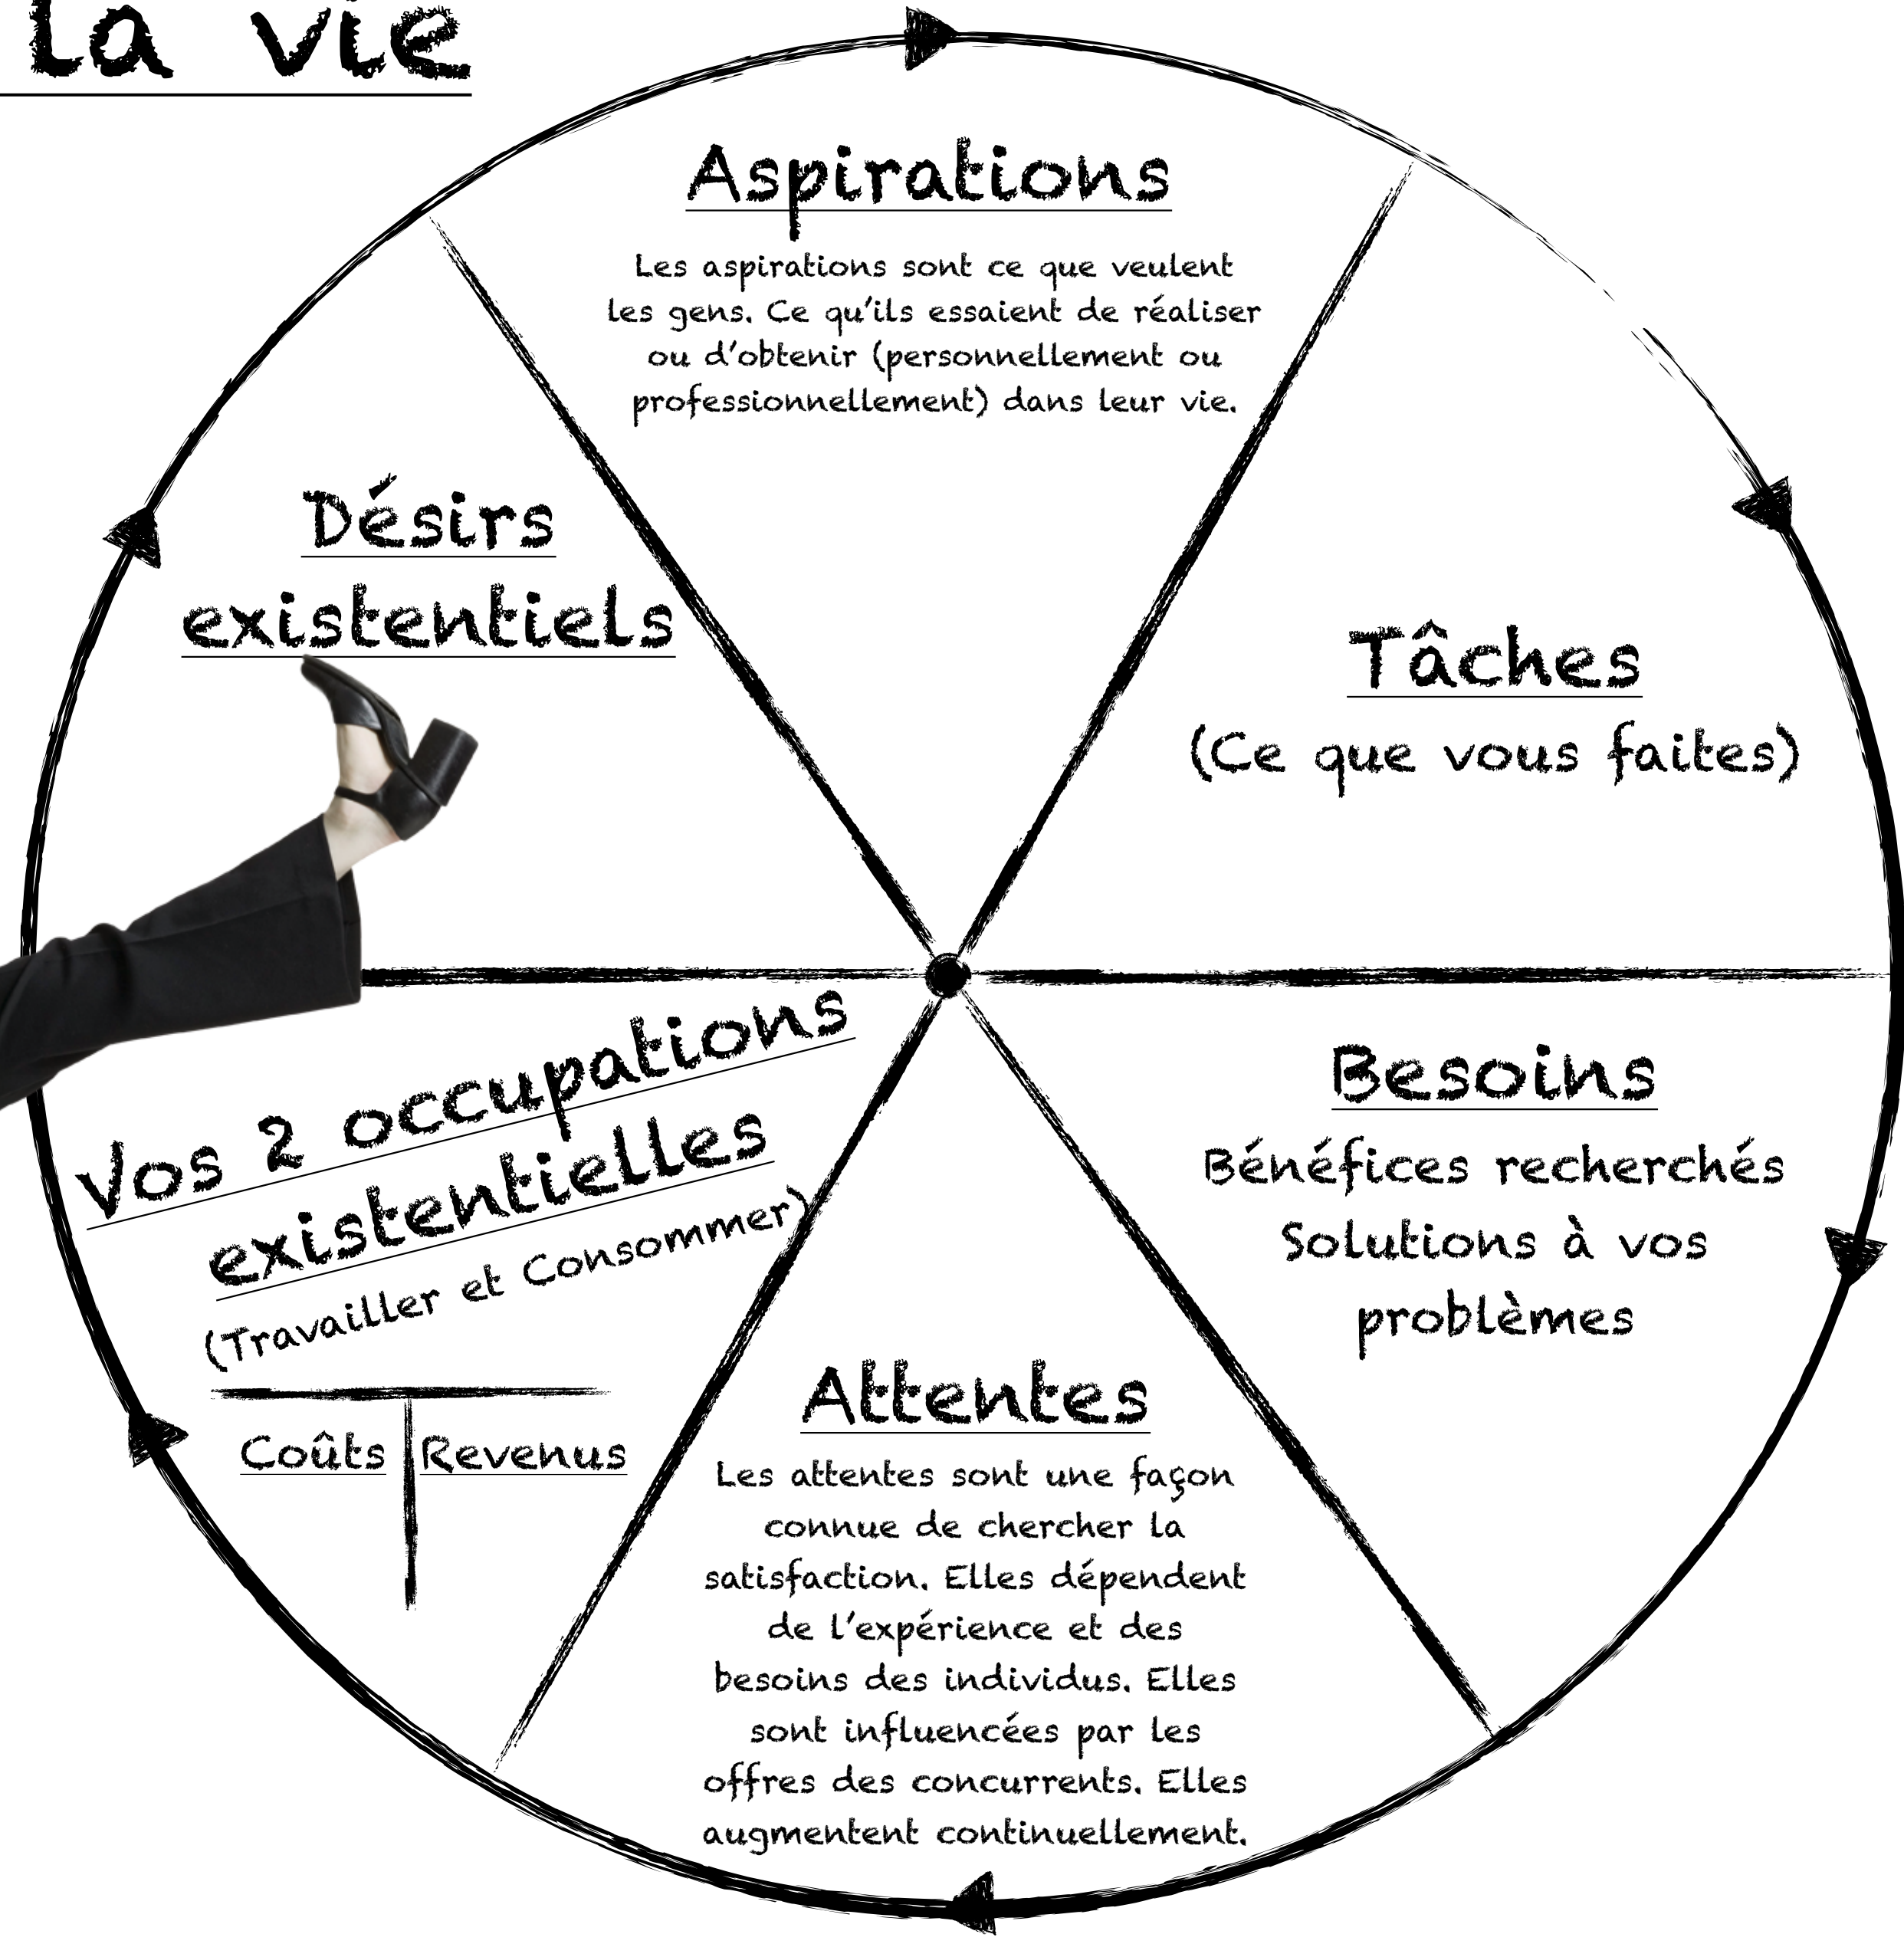 la vie
Aspirations
Les aspirations sont ce que veulent
les gens. Ce qu'ils essaient de réaliser
ou d'obtenir (personnellement ou
professionnellement) dans leur vie.
Désirs
existentiels
Tâches
(Ce que vous faites)
Besoins
Bénéfices recherchés
Solutions à vos
problèmes
Vos 2 occupations
existentielles
(Travailler et Consommer)
Coûts
Revenus
Attentes
Les attentes sont une façon
connue de chercher la
satisfaction. Elles dépendent
de l'expérience et des
besoins des individus. Elles
sont influencées par les
offres des concurrents. Elles
augmentent continuellement.